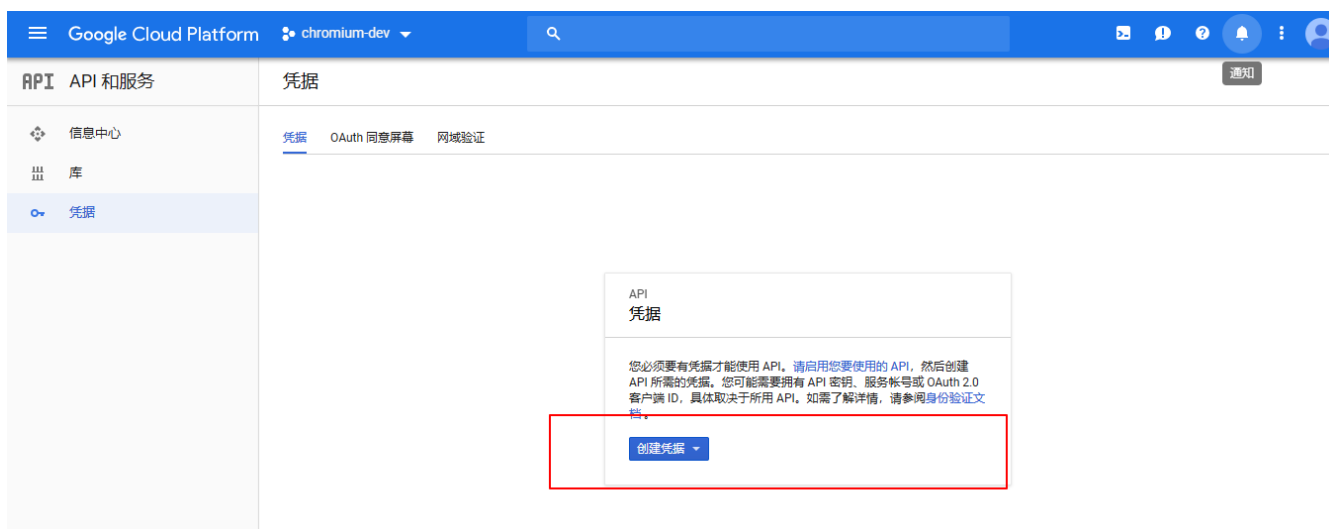 Google Cloud Platform
chromium-dev
API API 和服务
凭据
通知
信息中心
库
凭据
凭据 OAuth 同意屏幕 网域验证
API
凭据
您必须要有凭据才能使用 API。请启用您要使用的 API，然后创建
API 所需的凭据。您可能需要拥有 API 密钥、服务帐号或 OAuth 2.0
客户端 ID，具体取决于所用 API。如需了解详情，请参阅身份验证文
档。
创建凭据